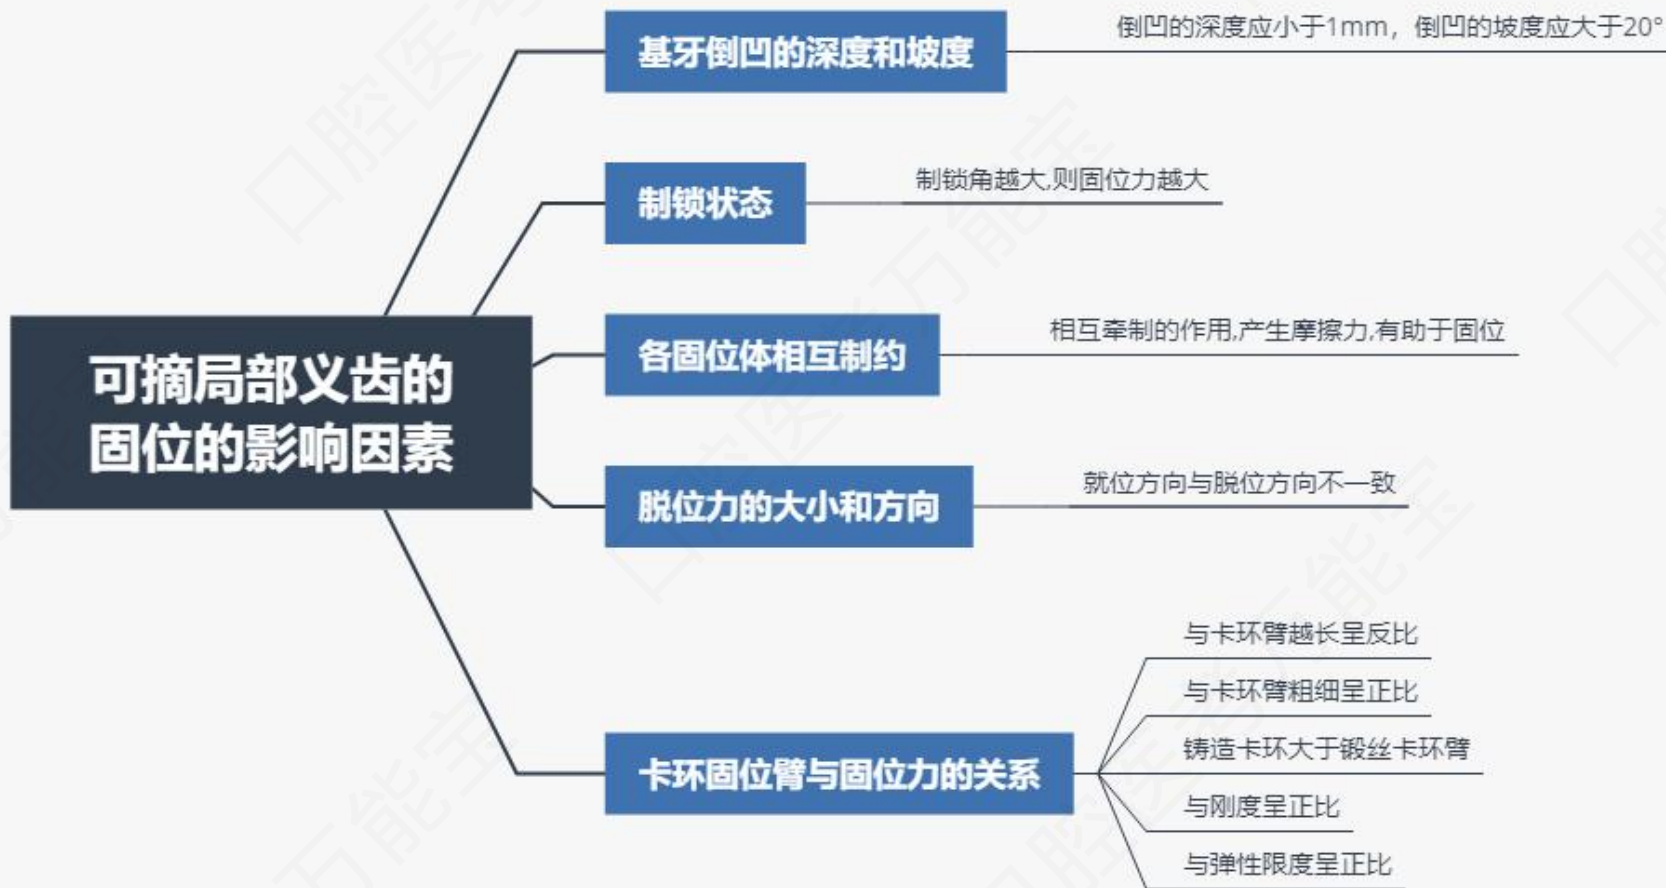 基牙倒凹的深度和坡度
倒凹的深度应小于1mm，倒凹的坡度应大于20°
制锁状态
制锁角越大,则固位力越大
可摘局部义齿的
固位的影响因素
各固位体相互制约
相互牵制的作用,产生摩擦力,有助于固位
脱位力的大小和方向
就位方向与脱位方向不一致
卡环固位臂与固位力的关系
与卡环臂越长呈反比
与卡环臂粗细呈正比
铸造卡环大于锻丝卡环臂
与刚度呈正比
与弹性限度呈正比
口腔医考万能宝